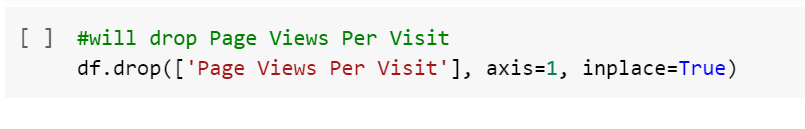 [ ] #will drop Page Views Per Visit
df.drop(['Page Views Per Visit'], axis=1, inplace=True)